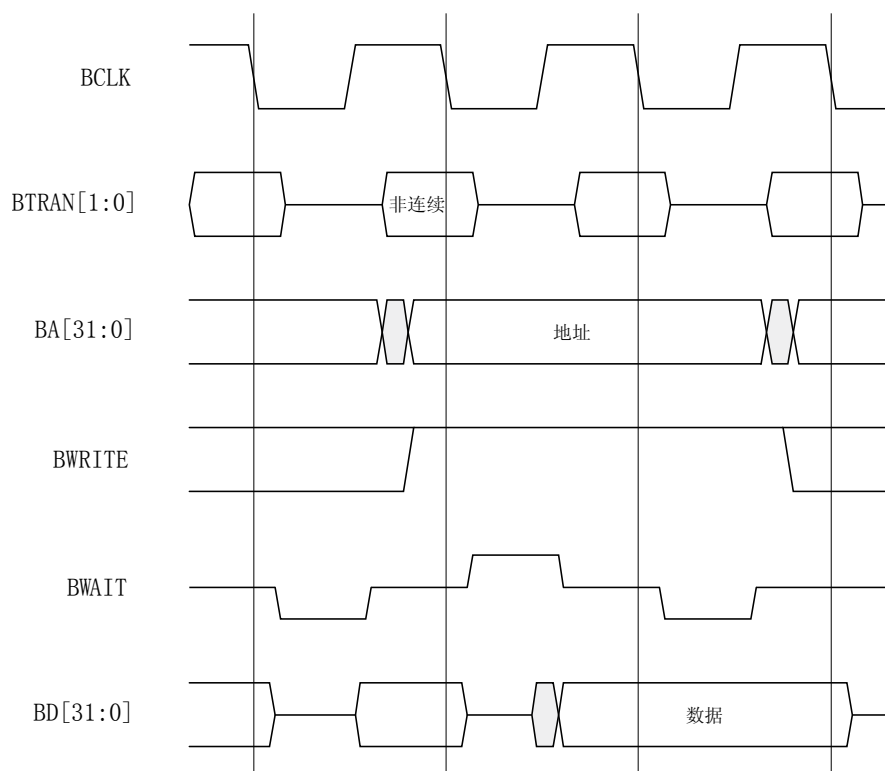 BCLK
BTRAN[1:0]
非连续
BA[31:0]
地址
BWRITE
BWAIT
BD[31:0]
数据